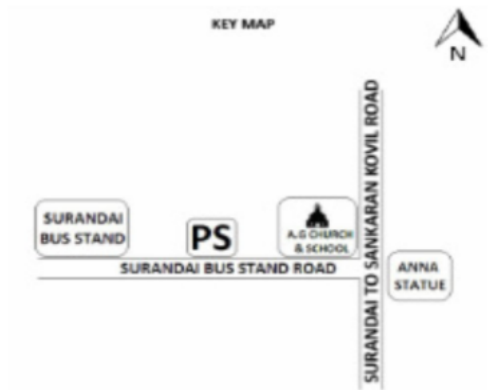 KEY MAP
N
SURANDAI TO SANKARAN KOVIL ROAD
SURANDAI
BUS STAND
PS
A.G CHURCH
& SCHOOL
SURANDAI BUS STAND ROAD
ANNA
STATUE